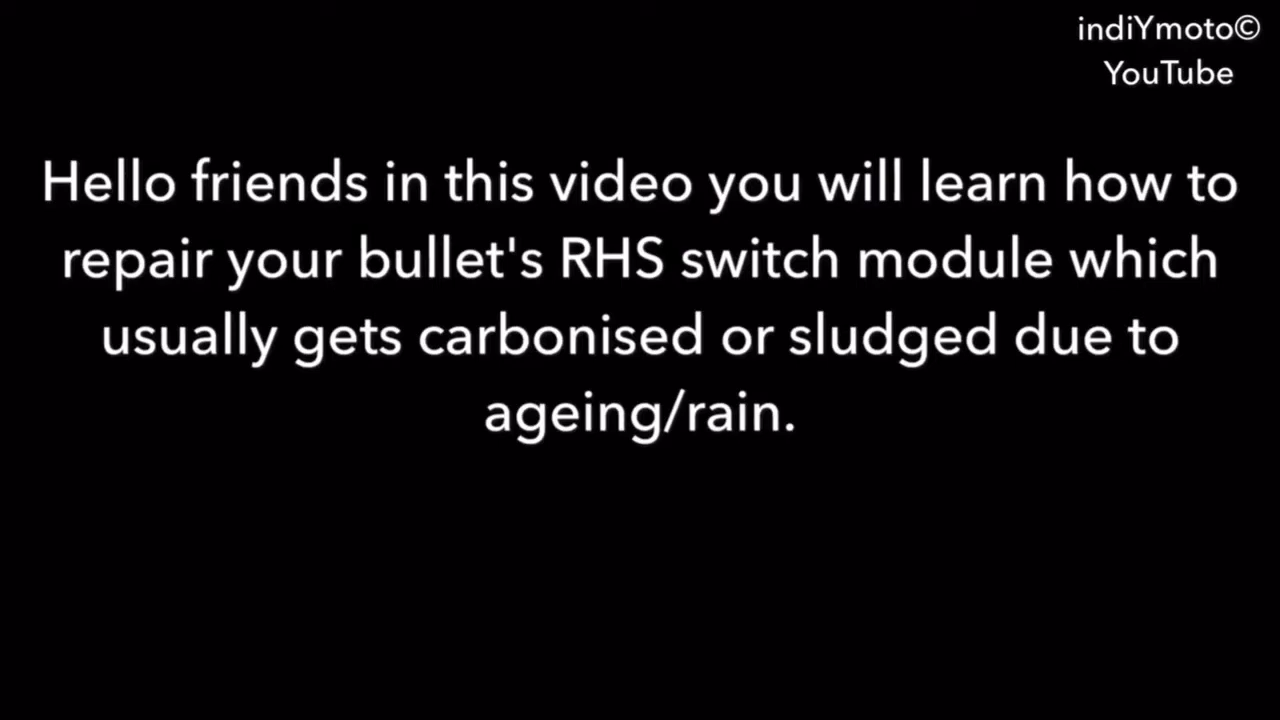 indiYmoto©
YouTube
Hello friends in this video you will learn how to
repair your bullet's RHS switch module which
usually gets carbonised or sludged due to
ageing/rain.